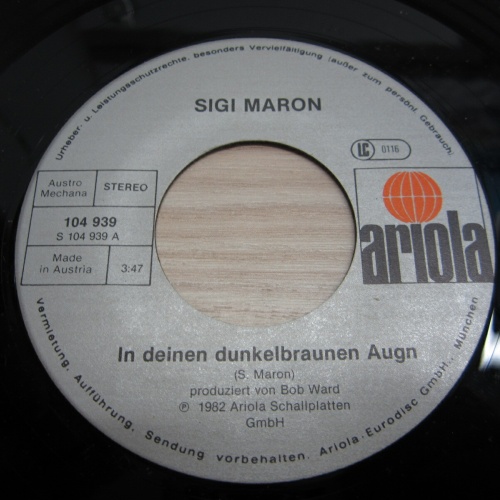 Urheber- u. Leistungsschutzrechte, besonders Vervielfältigung (außer zum persönl. Gebrauch)
SIGI MARON
LC 0116
Austro
Mechana
STEREO
104 939
S 104 939 A
Made
in Austria
3:47
ariola
In deinen dunkelbraunen Augn
(S. Maron)
produziert von Bob Ward
℗ 1982 Ariola Schallplatten
GmbH
Vermietung, Aufführung, Sendung vorbehalten. Ariola-Eurodisc GmbH., München